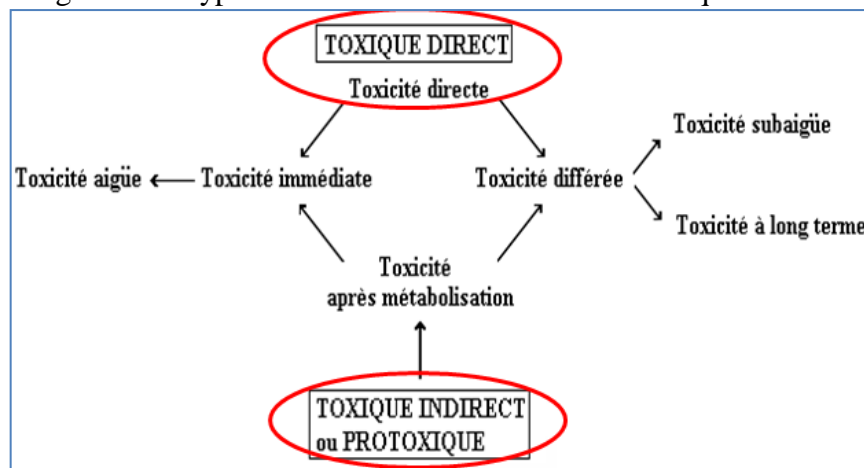 TOXIQUE DIRECT
Toxicité directe
Toxicité subaigüe
Toxicité aigüe
Toxicité immédiate
Toxicité différée
Toxicité à long terme
Toxicité
après métabolisation
TOXIQUE INDIRECT
ou PROTOXIQUE